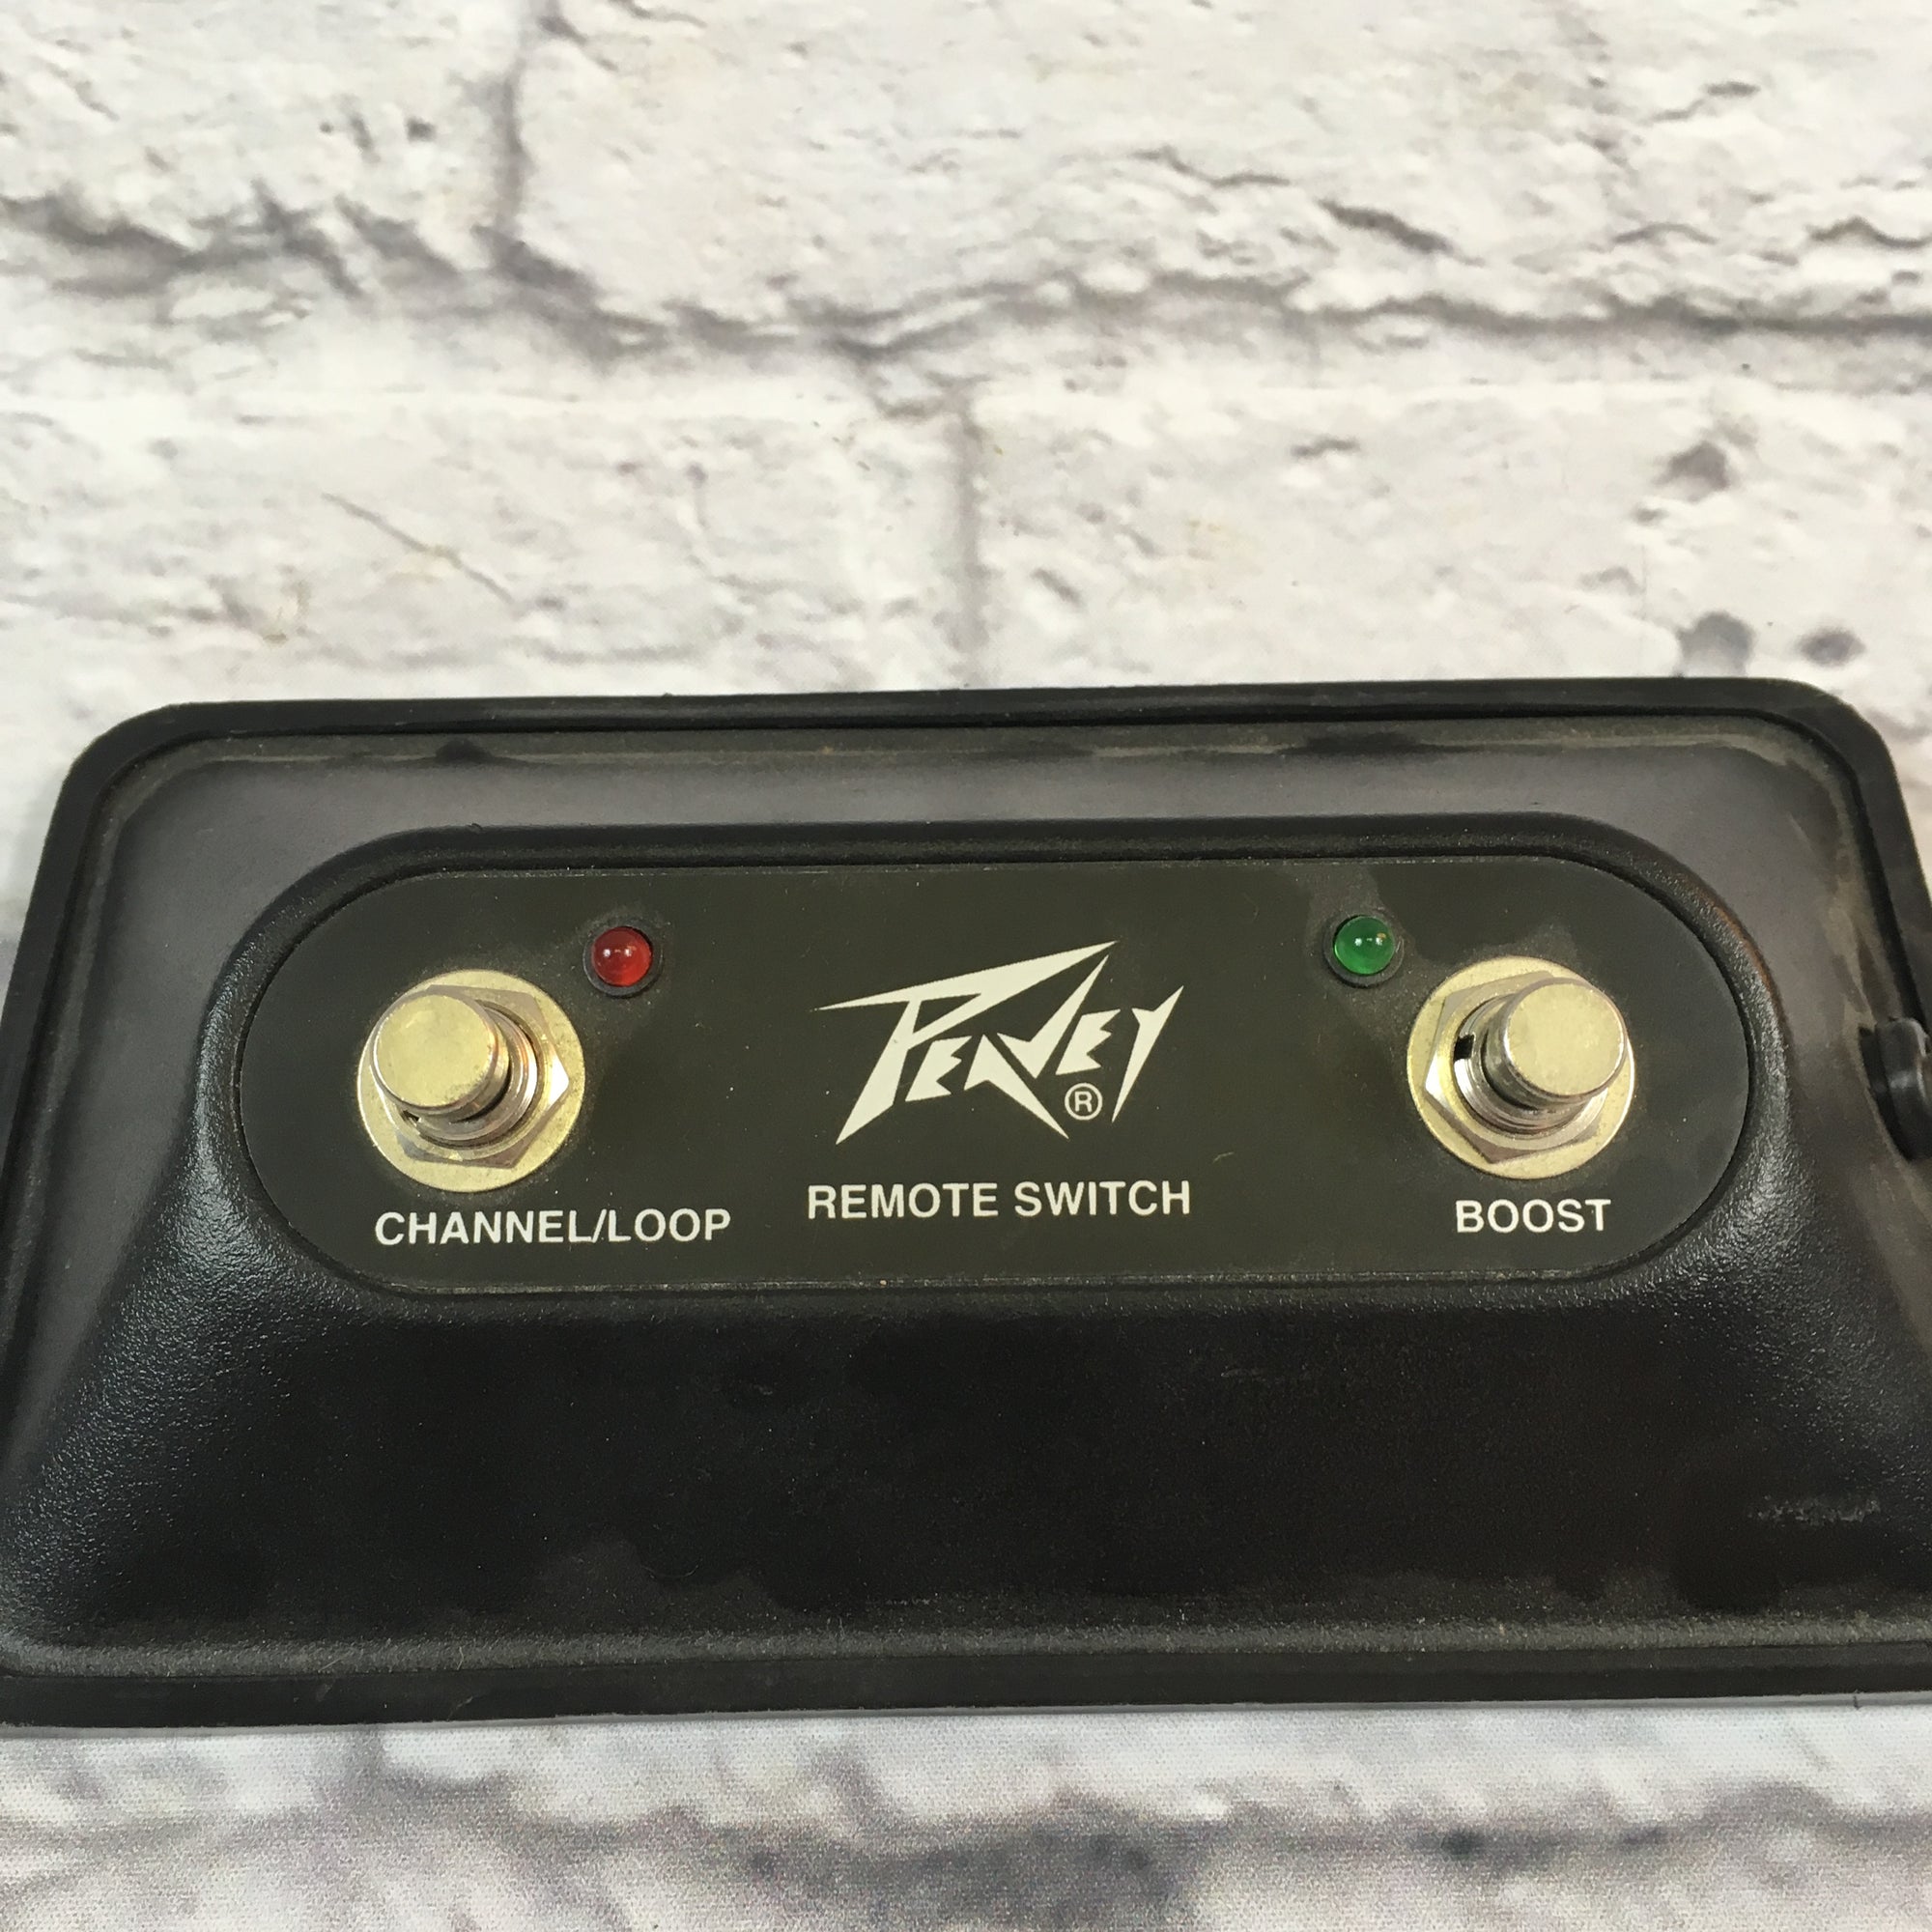 PEAVEY®
REMOTE SWITCH
CHANNEL/LOOP
BOOST